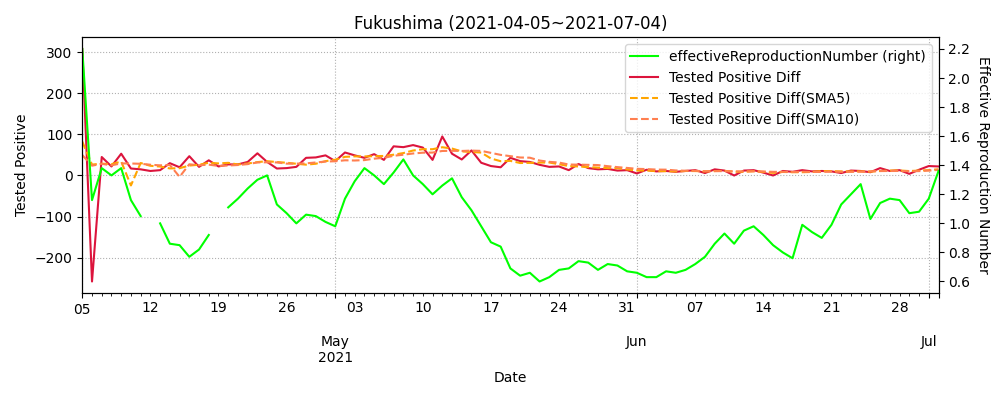 Fukushima (2021-04-05~2021-07-04)
effectiveReproductionNumber (right)
Tested Positive Diff
Tested Positive Diff(SMA5)
Tested Positive Diff(SMA10)
Tested Positive
300
200
100
0
−100
−200
2.2
2.0
1.8
1.6
1.4
1.2
1.0
0.8
0.6
Effective Reproduction Number
05 12 19 26 03 10 17 24 31 07 14 21 28
May Jun Jul
2021
Date